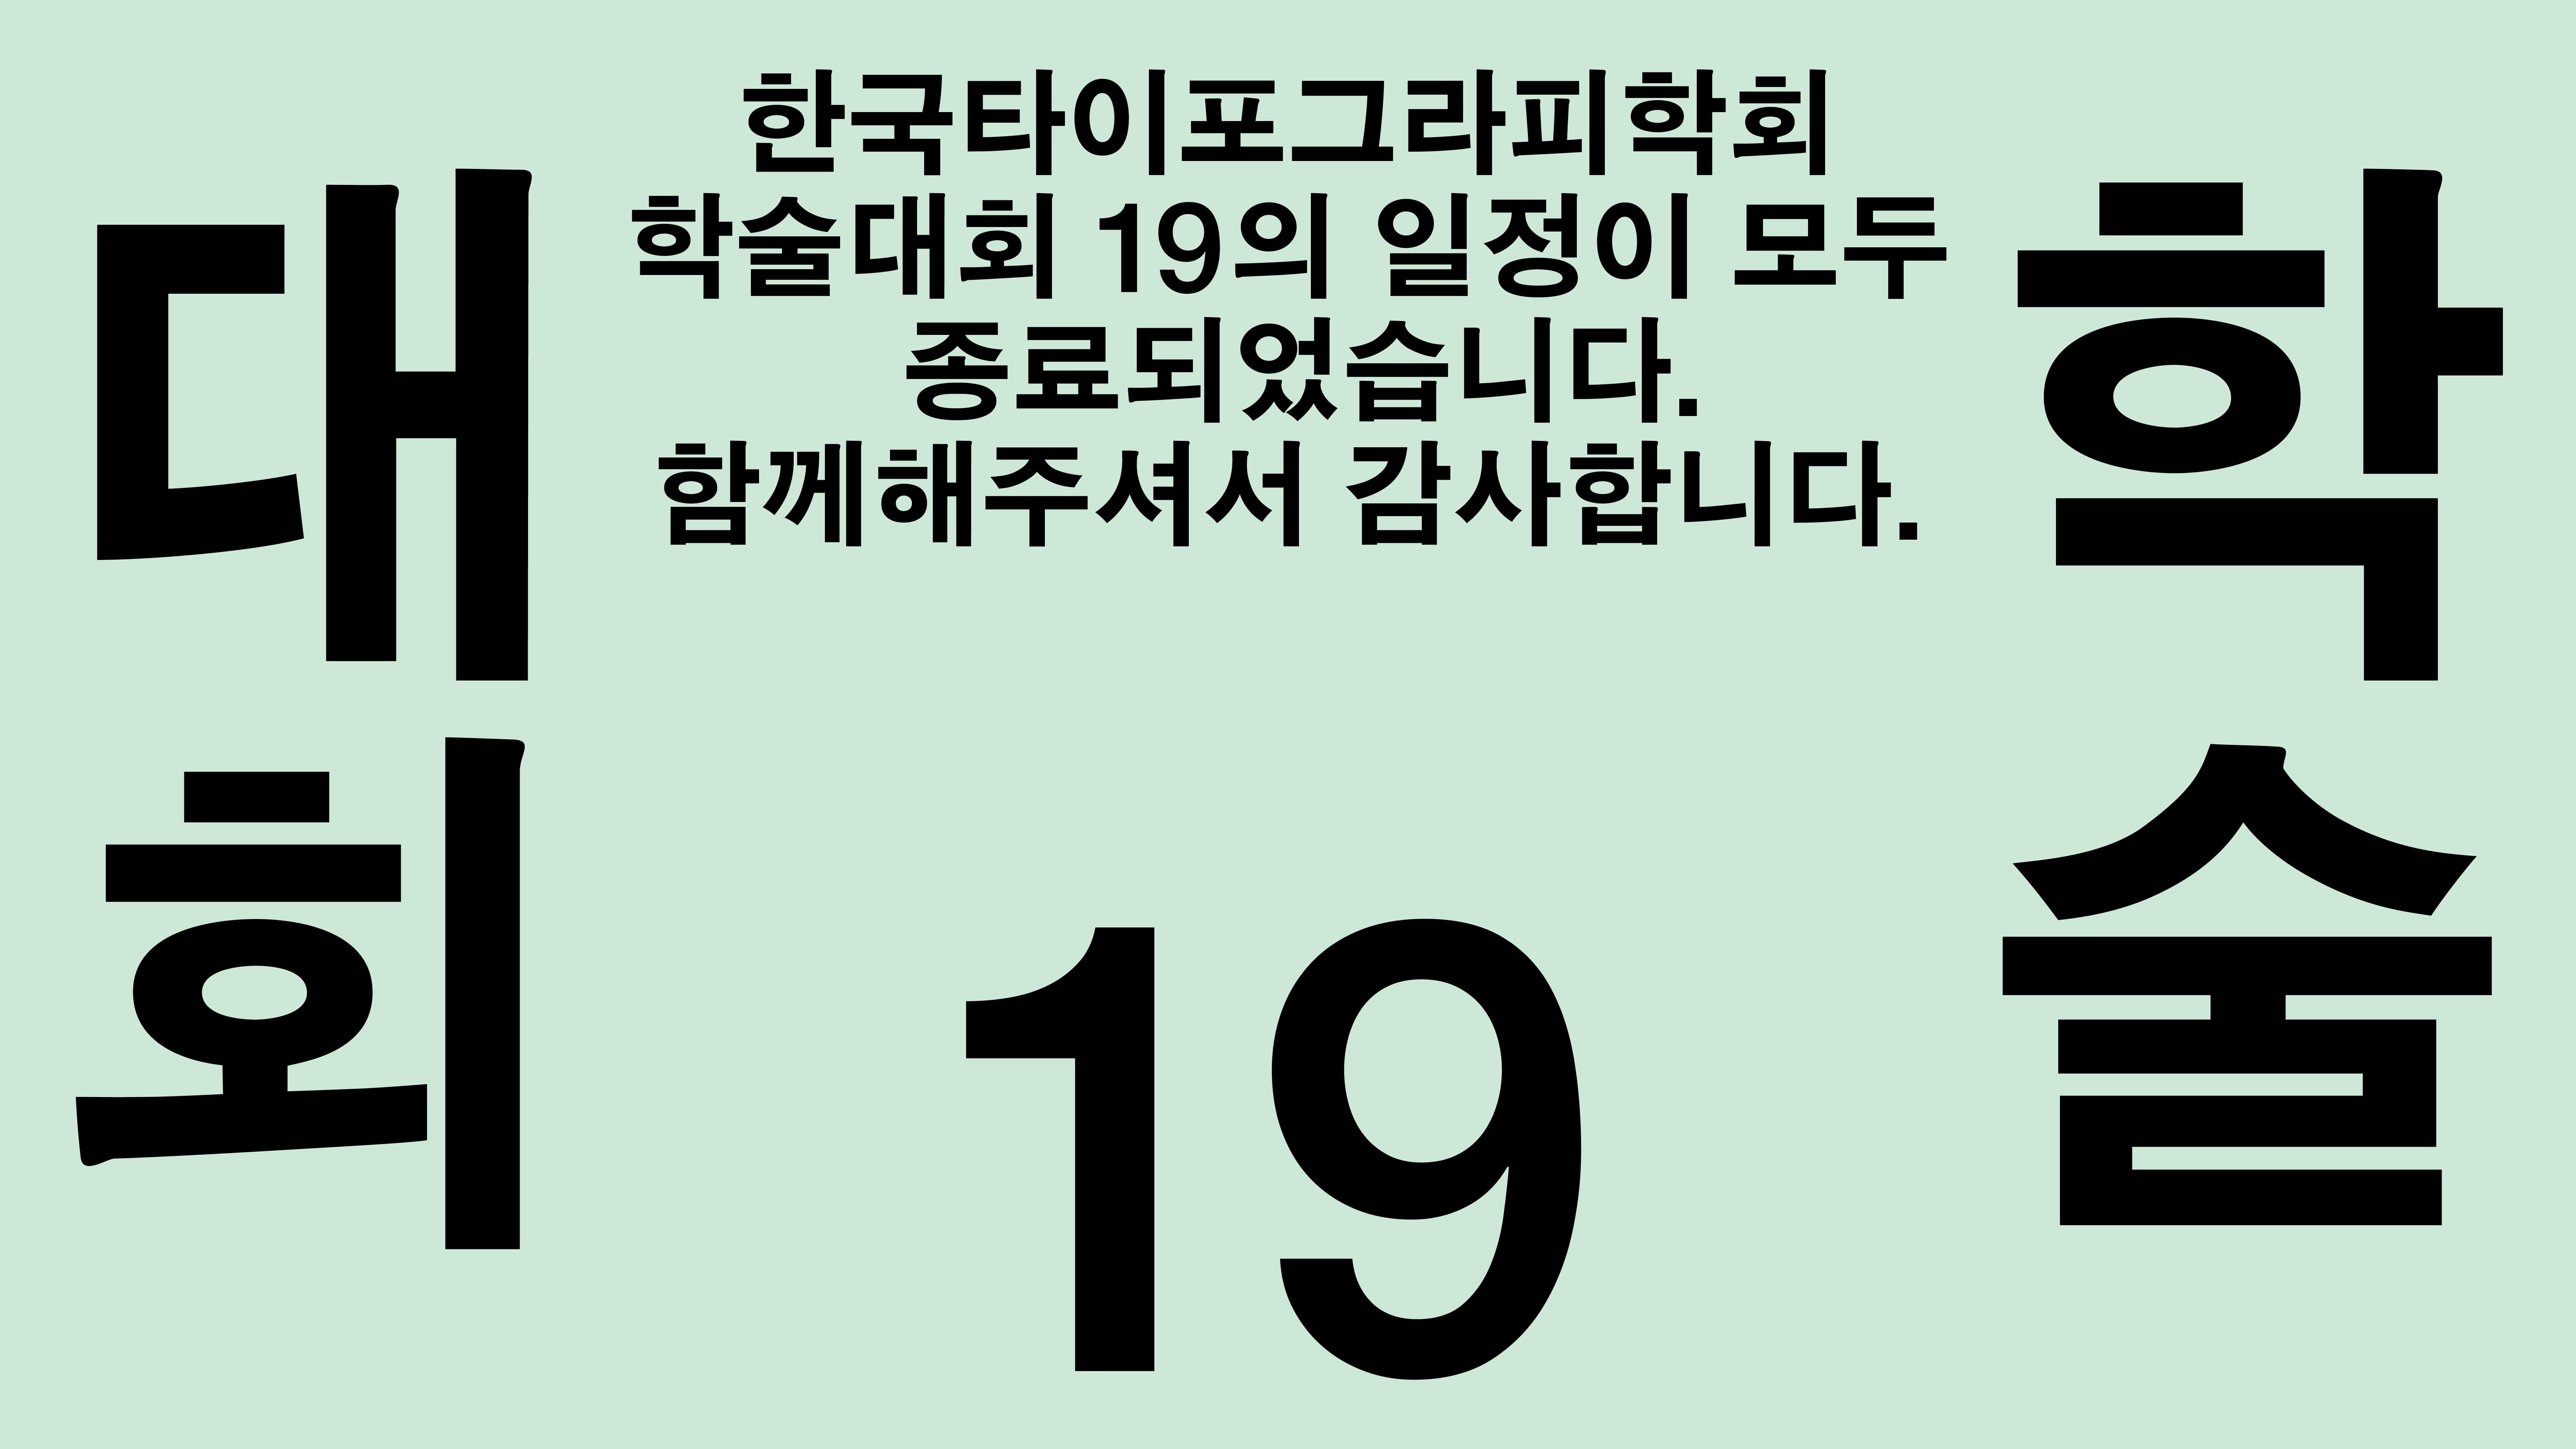 한국타이포그라피학회
학술대회 19의 일정이 모두
종료되었습니다.
함께해주셔서 감사합니다.
학술
대회
19